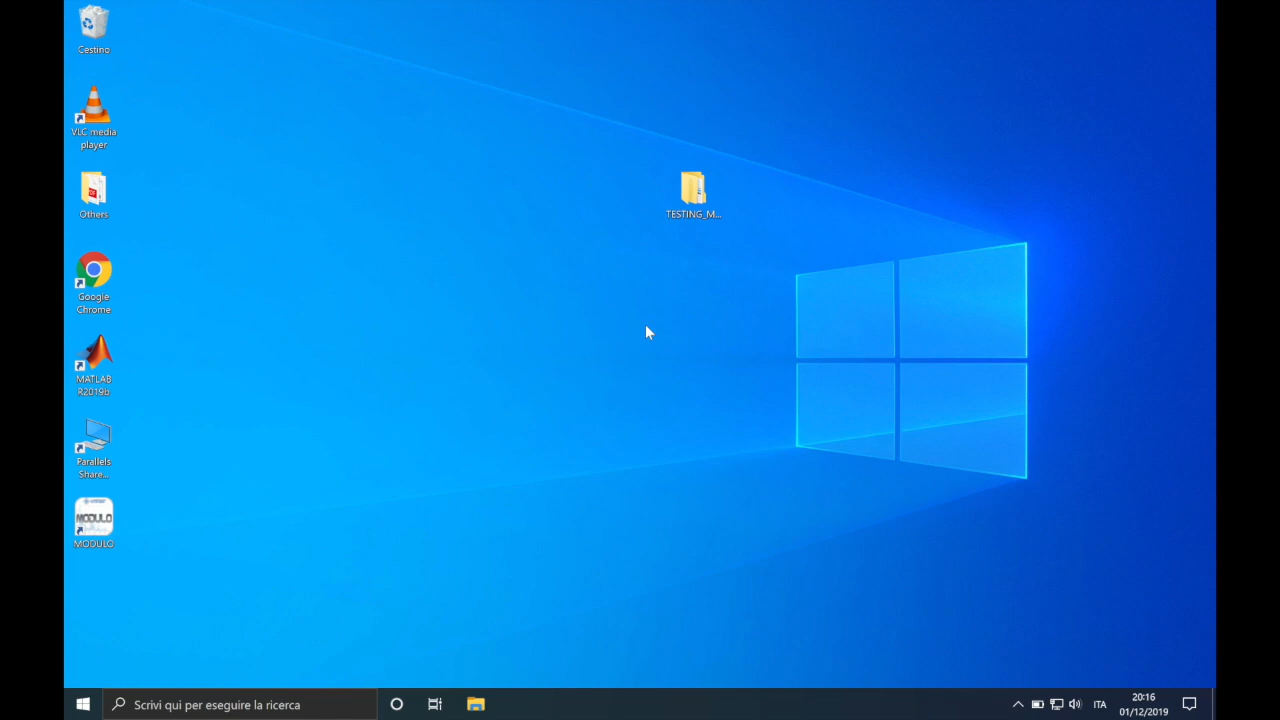 Cestino
VLC media
player
Others
Google
Chrome
MATLAB
R2019b
Parallels
Share...
MODULO
MODULO
TESTING_M...
Scrivi qui per eseguire la ricerca
ITA
20:16
01/12/2019